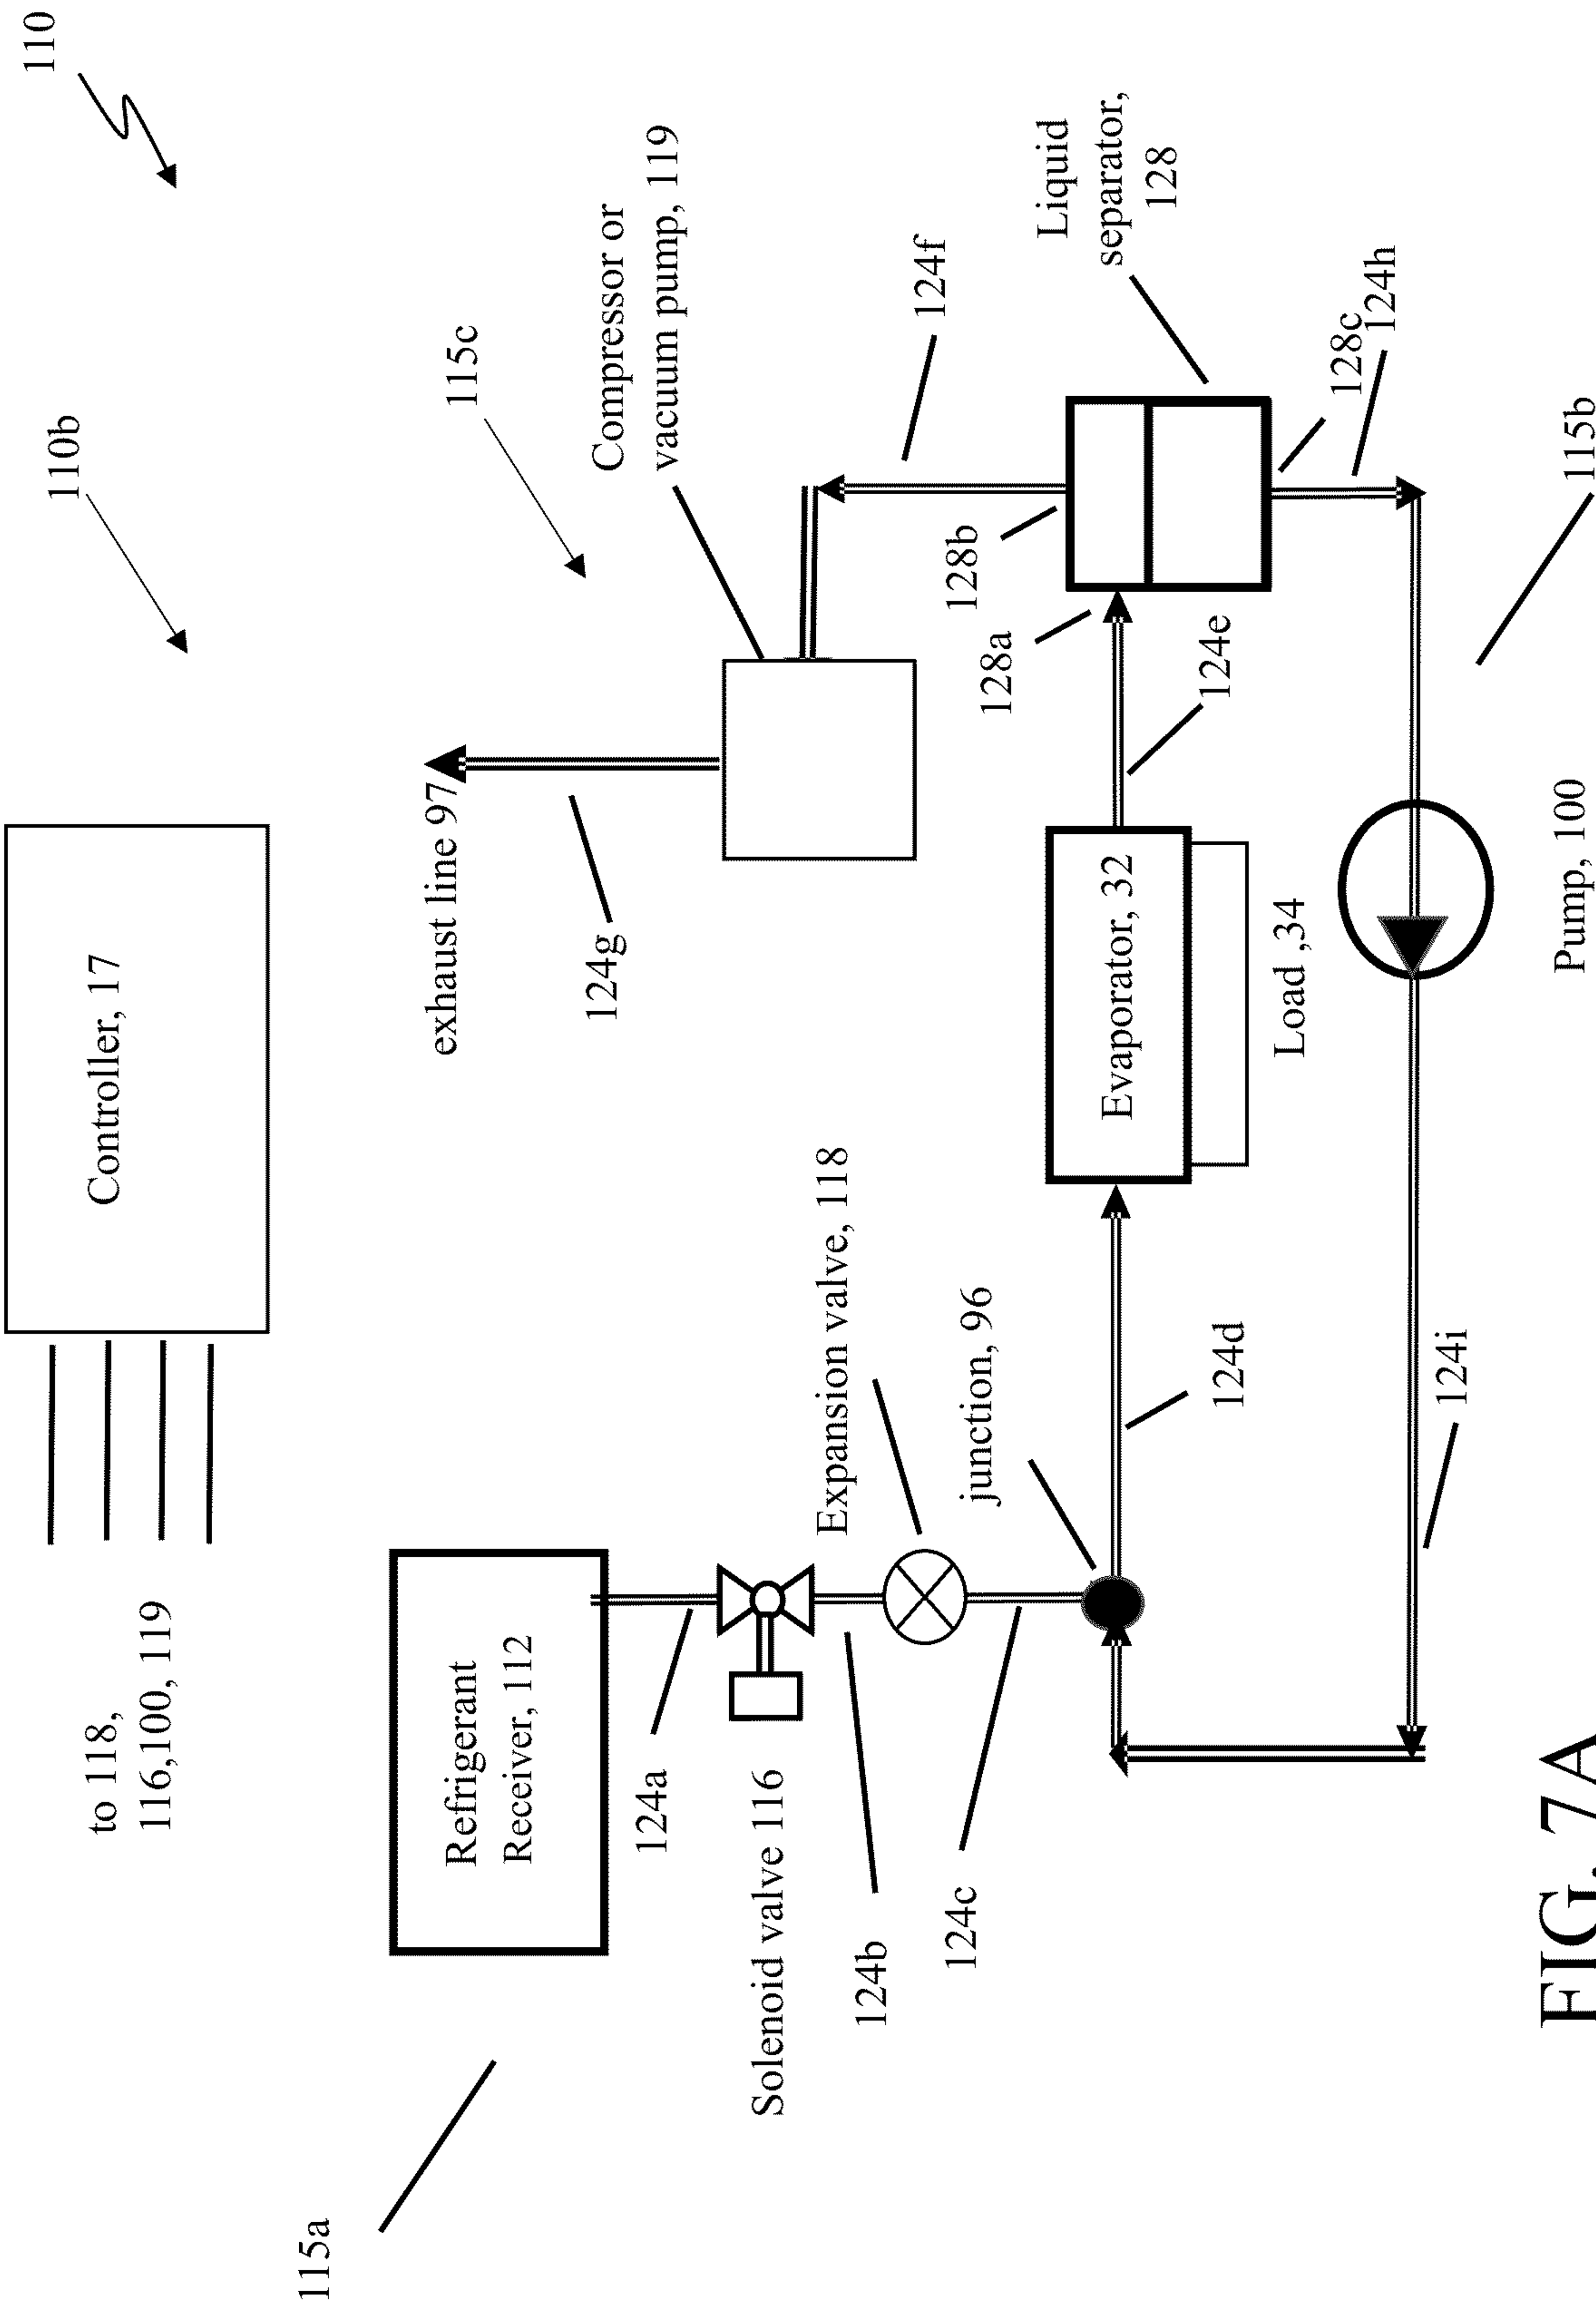 110
110b
Controller, 17
to 118,
116,100, 119
115c
Compressor or
vacuum pump, 119
exhaust line 97
124g
124f
Liquid
separator,
128
128b
128a
128c
124h
124e
115a
Refrigerant
Receiver, 112
124a
Solenoid valve 116
Expansion valve, 118
124b
124c
junction, 96
124d
Evaporator, 32
Load ,34
115b
Pump, 100
124i
FIG. 7A